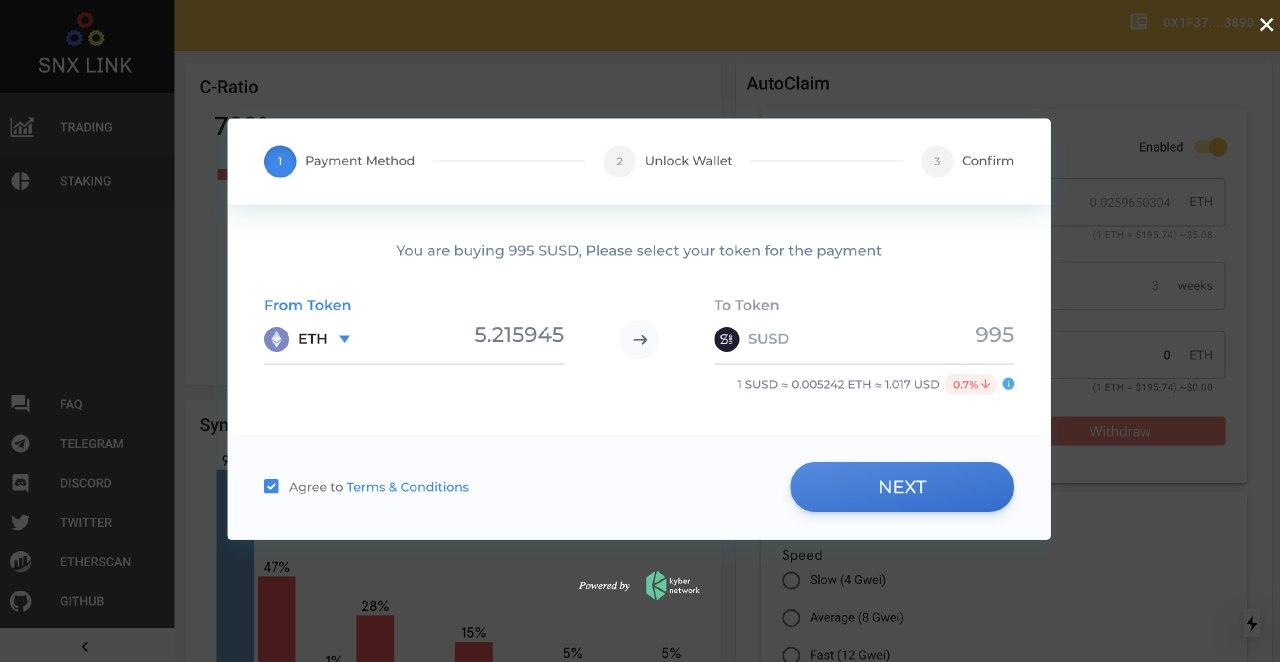 SNX LINK
TRADING
STAKING
FAQ
TELEGRAM
DISCORD
TWITTER
ETHERSCAN
GITHUB
0X1F37....3890
C-Ratio
AutoClaim
Enabled
0.0259650304 ETH
(1 ETH = $195.74) ~$5.08
3 weeks
0 ETH
(1 ETH = $195.74) ~$0.00
Withdraw
1 Payment Method
2 Unlock Wallet
3 Confirm
You are buying 995 SUSD, Please select your token for the payment
From Token
ETH 5.215945
To Token
SUSD 995
1 SUSD ≈ 0.005242 ETH ≈ 1.017 USD 0.7%↓
Agree to Terms & Conditions
NEXT
Powered by kyber network
47%
28%
1%
15%
5%
5%
Speed
Slow (4 Gwei)
Average (8 Gwei)
Fast (12 Gwei)